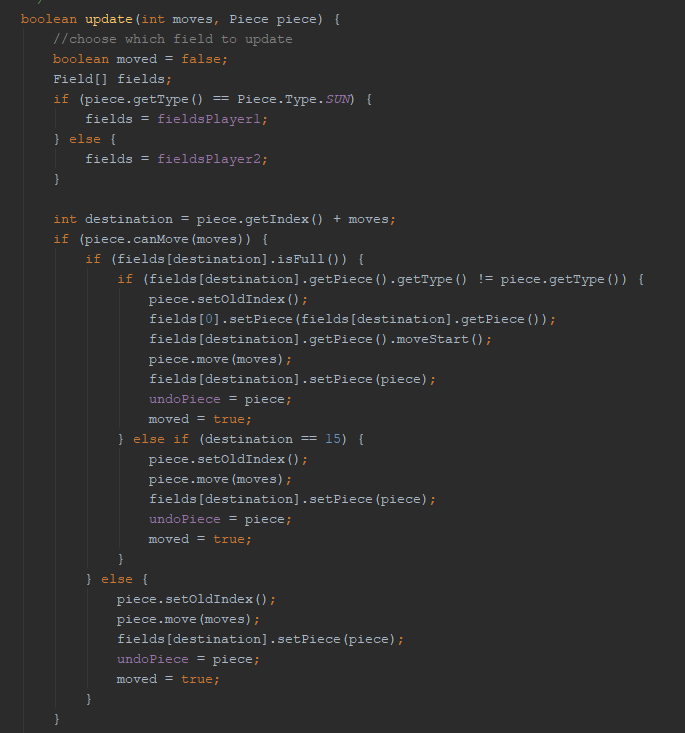 boolean update(int moves, Piece piece) {
    //choose which field to update
    boolean moved = false;
    Field[] fields;
    if (piece.getType() == Piece.Type.SUN) {
        fields = fieldsPlayer1;
    } else {
        fields = fieldsPlayer2;
    }

    int destination = piece.getIndex() + moves;
    if (piece.canMove(moves)) {
        if (fields[destination].isFull()) {
            if (fields[destination].getPiece().getType() != piece.getType()) {
                piece.setOldIndex();
                fields[0].setPiece(fields[destination].getPiece());
                fields[destination].getPiece().moveStart();
                piece.move(moves);
                fields[destination].setPiece(piece);
                undoPiece = piece;
                moved = true;
            } else if (destination == 15) {
                piece.setOldIndex();
                piece.move(moves);
                fields[destination].setPiece(piece);
                undoPiece = piece;
                moved = true;
            }
        } else {
            piece.setOldIndex();
            piece.move(moves);
            fields[destination].setPiece(piece);
            undoPiece = piece;
            moved = true;
        }
    }